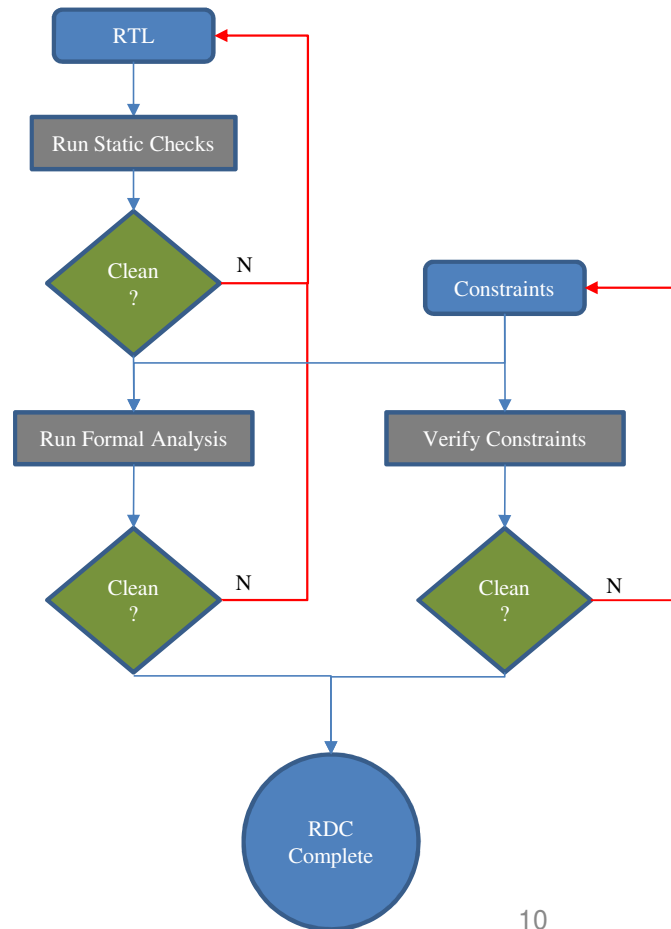 RTL
Run Static Checks
Clean
?
N
Constraints
Run Formal Analysis
Verify Constraints
Clean
?
N
Clean
?
N
RDC
Complete
10